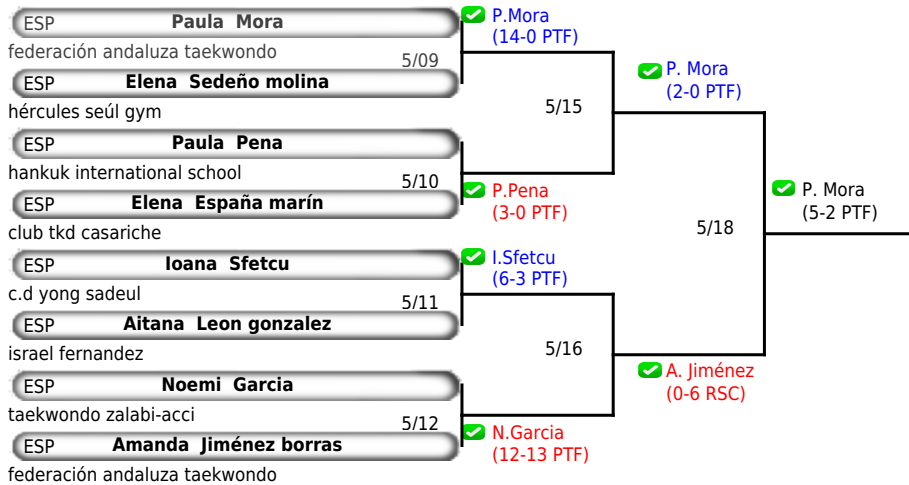 ESP Paula Mora
federación andaluza taekwondo
5/09
ESP Elena Sedeño molina
hércules seúl gym
ESP Paula Pena
hankuk international school
5/10
ESP Elena España marín
club tkd casariche
ESP Ioana Sfetcu
c.d yong sadeul
5/11
ESP Aitana Leon gonzalez
israel fernandez
ESP Noemi Garcia
taekwondo zalabi-acci
5/12
ESP Amanda Jiménez borras
federación andaluza taekwondo
P.Mora
(14-0 PTF)
5/15
P.Pena
(3-0 PTF)
I.Sfetcu
(6-3 PTF)
5/16
N.Garcia
(12-13 PTF)
P. Mora
(2-0 PTF)
5/18
A. Jiménez
(0-6 RSC)
P. Mora
(5-2 PTF)